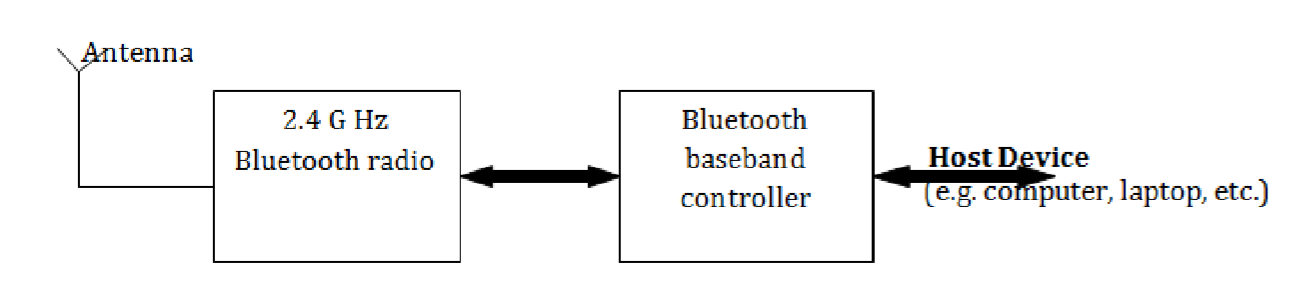 Antenna
2.4 G Hz
Bluetooth radio
Bluetooth
baseband
controller
Host Device
(e.g. computer, laptop, etc.)